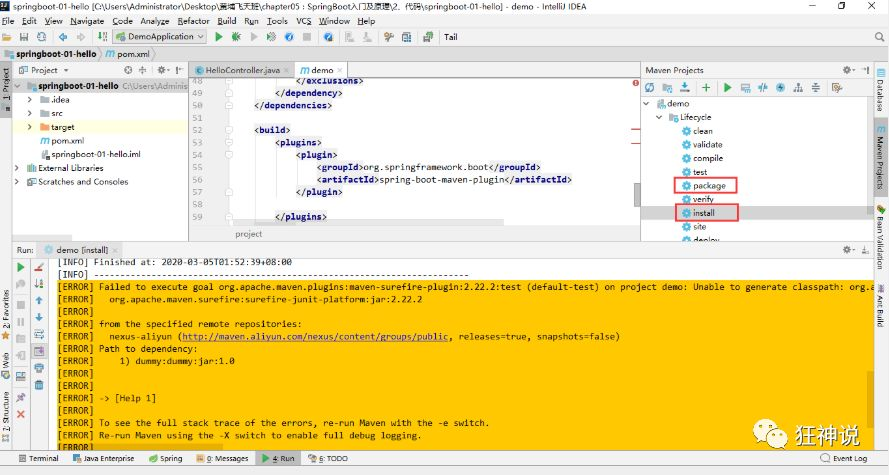 springboot-01-hello [C:\Users\Administrator\Desktop\黄埔飞天班\chapter05：SpringBoot入门及原理\2、代码\springboot-01-hello] - demo - IntelliJ IDEA
File Edit View Navigate Code Analyze Refactor Build Run Tools VCS Window Help
DemoApplication Tail
springboot-01-hello pom.xml
Project HelloController.java demo Maven Projects
springboot-01-hello C:\Users\Adminis
.idea
src
target
pom.xml
springboot-01-hello.iml
External Libraries
Scratches and Consoles
48 </exclusions>
49 </dependency>
50 </dependencies>
51
52 <build>
53 <plugins>
54 <plugin>
55 <groupId>org.springframework.boot</groupId>
56 <artifactId>spring-boot-maven-plugin</artifactId>
57 </plugin>
58
59 </plugins>
project
demo
Lifecycle
clean
validate
compile
test
package
verify
install
site
deploy
1: Project
2: Favorites
Web
Z: Structure
Database
Maven Projects
Bean Validation
Ant Build
Run: demo [install]
[INFO] Finished at: 2020-03-05T01:52:39+08:00
[INFO] ------------------------------------------------------------------------
[ERROR] Failed to execute goal org.apache.maven.plugins:maven-surefire-plugin:2.22.2:test (default-test) on project demo: Unable to generate classpath: org.a
[ERROR] org.apache.maven.surefire:surefire-junit-platform:jar:2.22.2
[ERROR]
[ERROR] from the specified remote repositories:
[ERROR] nexus-aliyun (http://maven.aliyun.com/nexus/content/groups/public, releases=true, snapshots=false)
[ERROR] Path to dependency:
[ERROR] 1) dummy:dummy:jar:1.0
[ERROR]
[ERROR]
[ERROR] -> [Help 1]
[ERROR]
[ERROR] To see the full stack trace of the errors, re-run Maven with the -e switch.
[ERROR] Re-run Maven using the -X switch to enable full debug logging.
[ERROR]
狂神说
Terminal Java Enterprise Spring 0: Messages 4: Run 6: TODO Event Log